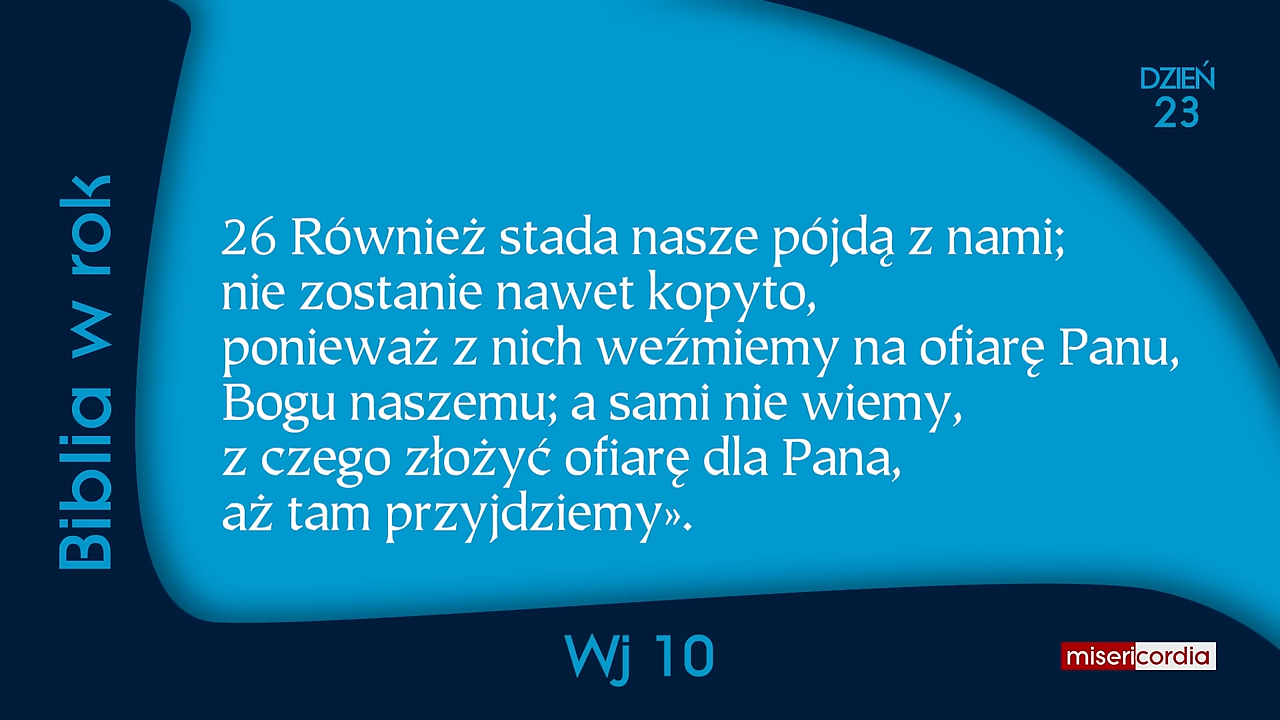 DZIEŃ
23
Biblia w rok
26 Również stada nasze pójdą z nami;
nie zostanie nawet kopyto,
ponieważ z nich weźmiemy na ofiarę Panu,
Bogu naszemu; a sami nie wiemy,
z czego złożyć ofiarę dla Pana,
aż tam przyjdziemy».
Wj 10
misericordia